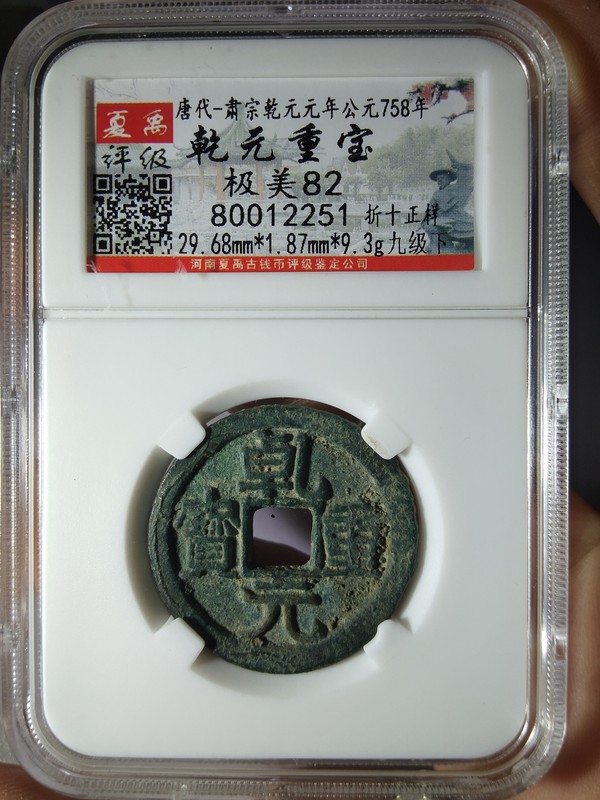 夏禹
评级
唐代-肃宗乾元元年公元758年
乾元重宝
极美82
80012251 折十正样
29.68mm*1.87mm*9.3g九级下
河南夏禹古钱币评级鉴定公司
乾元重寳